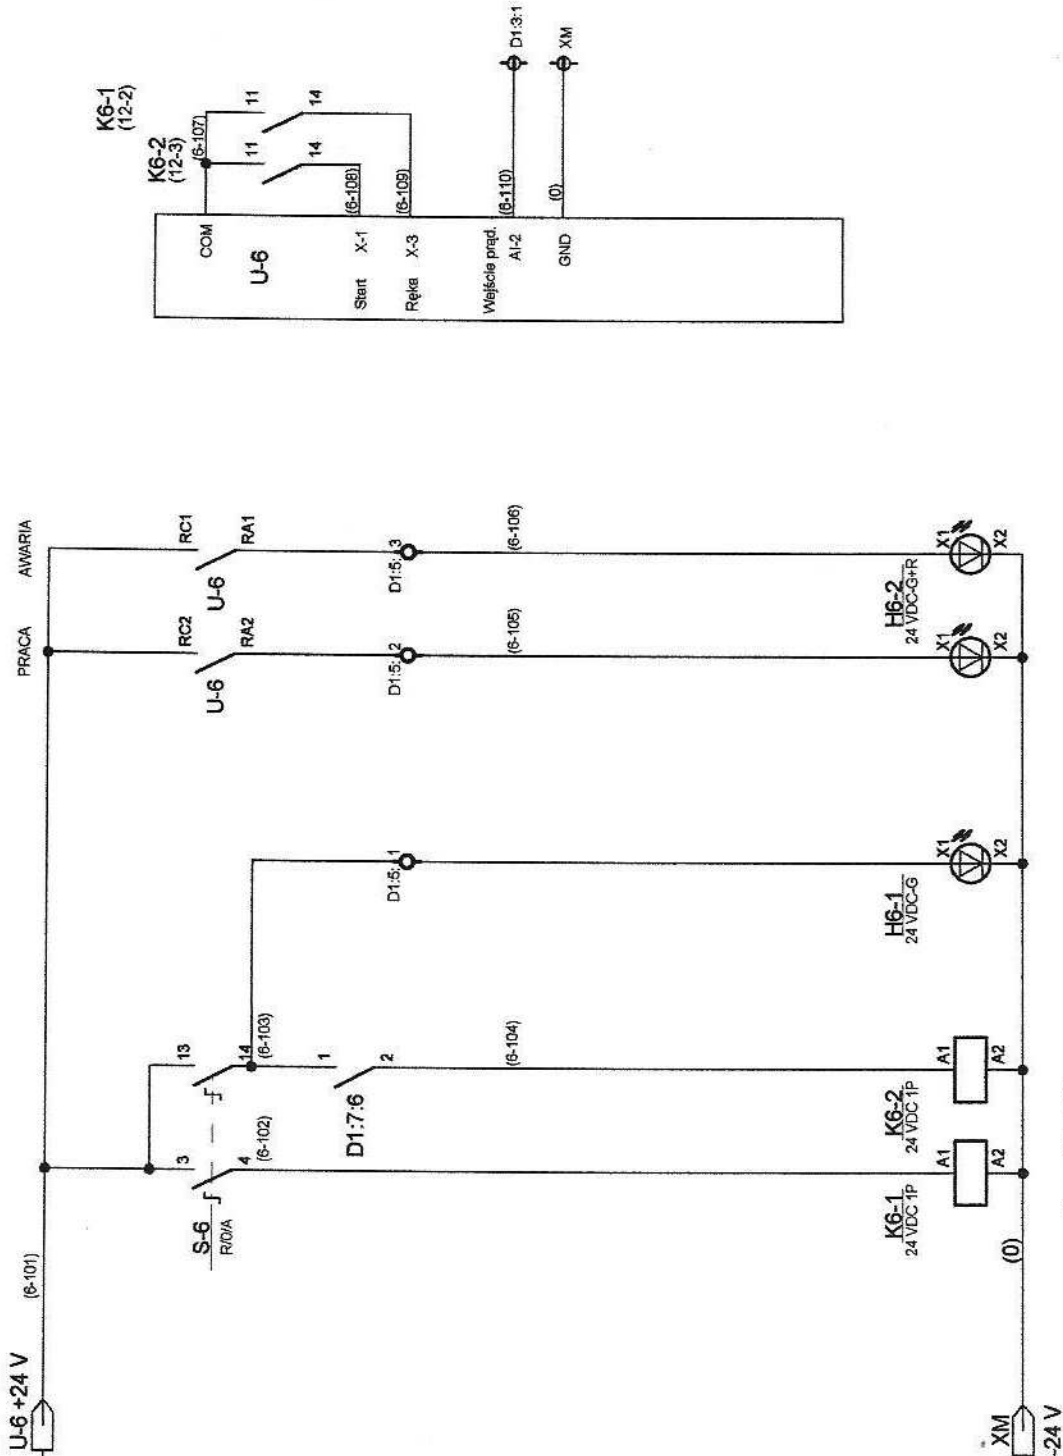 U-6 +24 V
(6-101)
PRACA
AWARIA
S-6
R/0/A
3
4
(6-102)
13
14
(6-103)
D1:7:6
1
2
(6-104)
U-6
RC2
RA2
U-6
RC1
RA1
D1:5: 1
D1:5: 2
(6-105)
D1:5: 3
(6-106)
K6-1
24 VDC 1P
A1
A2
K6-2
24 VDC 1P
A1
A2
H6-1
24 VDC-G
X1
X2
H6-2
24 VDC-G+R
X1
X2
X1
X2
XM
-24 V
(0)
K6-1
(12-2)
K6-2
(12-3)
(6-107)
11
14
11
14
(6-108)
(6-109)
(6-110)
(0)
D1:3:1
XM
COM
U-6
Start X-1
Ręka X-3
Wejście prąd.
AI-2
GND